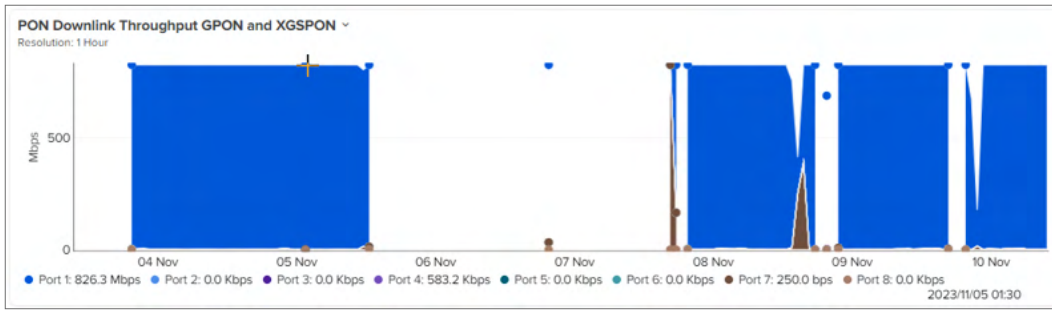 PON Downlink Throughput GPON and XGSPON
Resolution: 1 Hour
Mbps
500
0
04 Nov 05 Nov 06 Nov 07 Nov 08 Nov 09 Nov 10 Nov
Port 1: 826.3 Mbps Port 2: 0.0 Kbps Port 3: 0.0 Kbps Port 4: 583.2 Kbps Port 5: 0.0 Kbps Port 6: 0.0 Kbps Port 7: 250.0 bps Port 8: 0.0 Kbps
2023/11/05 01:30